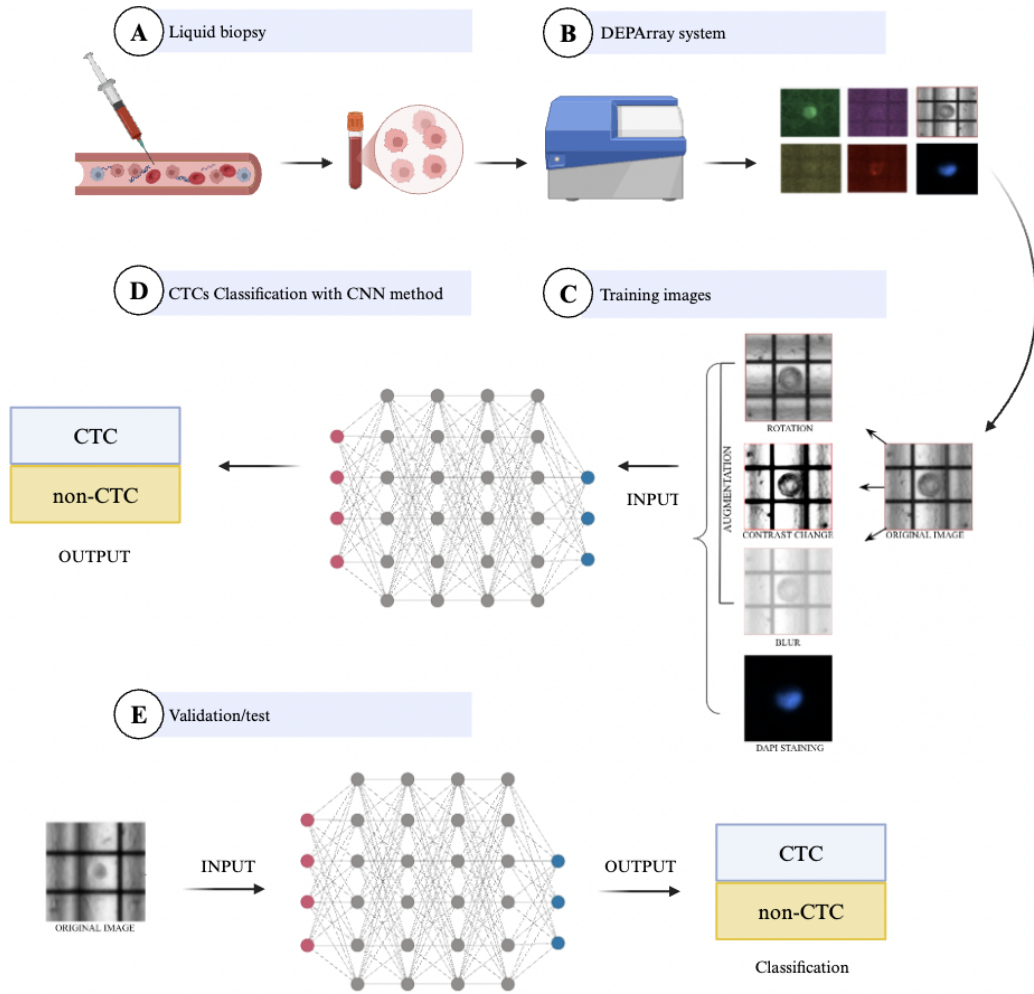 A
Liquid biopsy
B
DEPArray system
D
CTCs Classification with CNN method
C
Training images
CTC
non-CTC
OUTPUT
INPUT
AUGMENTATION
ROTATION
CONTRAST CHANGE
ORIGINAL IMAGE
BLUR
DAPI STAINING
E
Validation/test
ORIGINAL IMAGE
INPUT
OUTPUT
CTC
non-CTC
Classification